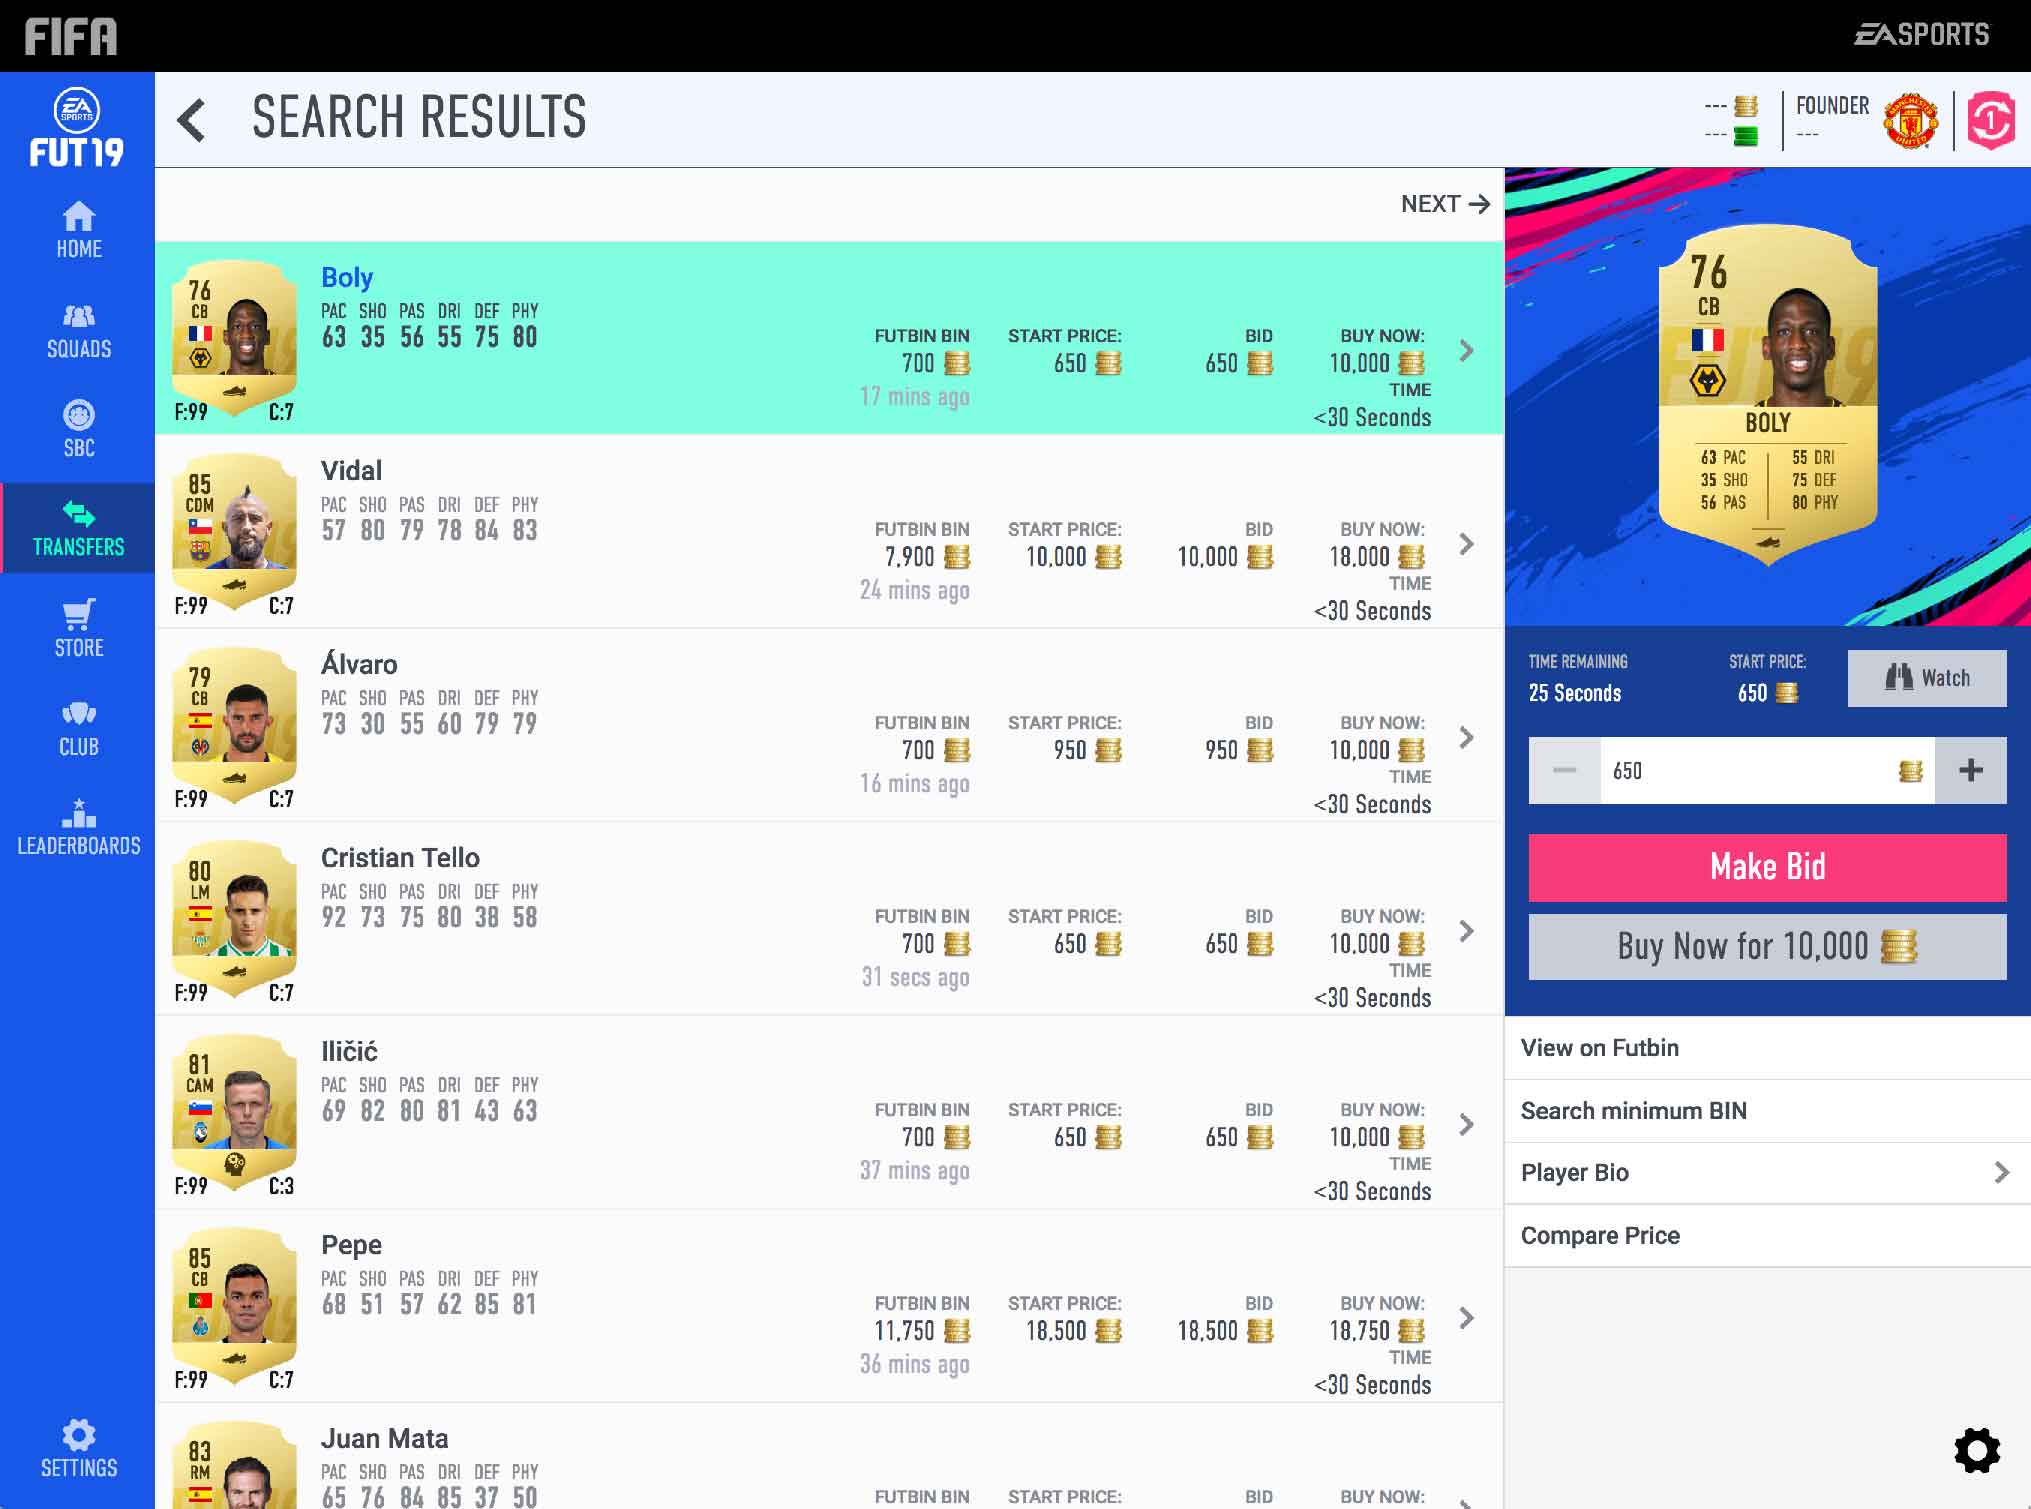 FIFA
EA SPORTS
EA SPORTS
FUT 19
HOME
SQUADS
SBC
TRANSFERS
STORE
CLUB
LEADERBOARDS
SETTINGS
SEARCH RESULTS
---
---
FOUNDER
---
1
NEXT
76
CB
F:99 C:7
Boly
PAC SHO PAS DRI DEF PHY
63 35 56 55 75 80
FUTBIN BIN START PRICE: BID BUY NOW:
700 650 650 10,000
17 mins ago
TIME
<30 Seconds
85
CDM
F:99 C:7
Vidal
PAC SHO PAS DRI DEF PHY
57 80 79 78 84 83
FUTBIN BIN START PRICE: BID BUY NOW:
7,900 10,000 10,000 18,000
24 mins ago
TIME
<30 Seconds
79
CB
F:99 C:7
Álvaro
PAC SHO PAS DRI DEF PHY
73 30 55 60 79 79
FUTBIN BIN START PRICE: BID BUY NOW:
700 950 950 10,000
16 mins ago
TIME
<30 Seconds
80
LM
F:99 C:7
Cristian Tello
PAC SHO PAS DRI DEF PHY
92 73 75 80 38 58
FUTBIN BIN START PRICE: BID BUY NOW:
700 650 650 10,000
31 secs ago
TIME
<30 Seconds
81
CAM
F:99 C:3
Iličić
PAC SHO PAS DRI DEF PHY
69 82 80 81 43 63
FUTBIN BIN START PRICE: BID BUY NOW:
700 650 650 10,000
37 mins ago
TIME
<30 Seconds
85
CB
F:99 C:7
Pepe
PAC SHO PAS DRI DEF PHY
68 51 57 62 85 81
FUTBIN BIN START PRICE: BID BUY NOW:
11,750 18,500 18,500 18,750
36 mins ago
TIME
<30 Seconds
83
RM
Juan Mata
PAC SHO PAS DRI DEF PHY
65 76 84 85 37 50
FUTBIN BIN START PRICE: BID BUY NOW:
76
CB
FUT 19
BOLY
63 PAC 55 DRI
35 SHO 75 DEF
56 PAS 80 PHY
TIME REMAINING START PRICE:
25 Seconds 650
Watch
650
Make Bid
Buy Now for 10,000
View on Futbin
Search minimum BIN
Player Bio
Compare Price